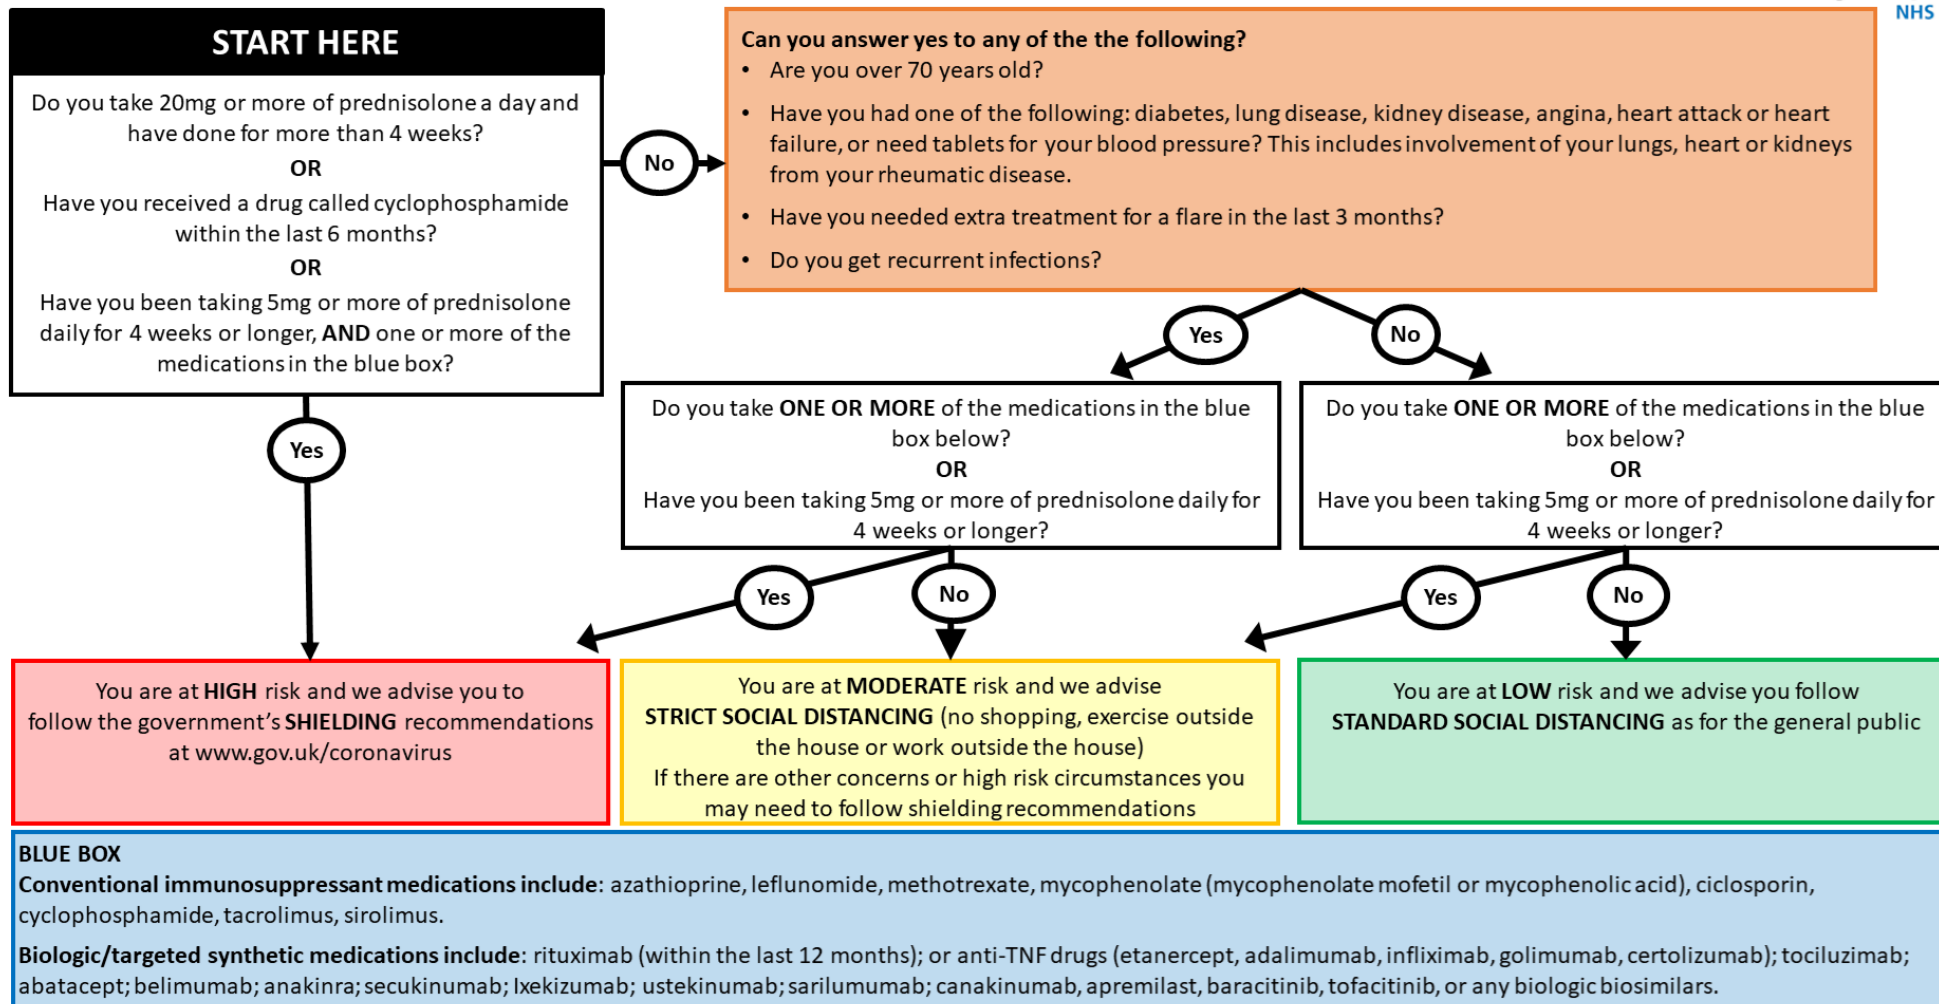 NHS
START HERE
Do you take 20mg or more of prednisolone a day and
have done for more than 4 weeks?
OR
Have you received a drug called cyclophosphamide
within the last 6 months?
OR
Have you been taking 5mg or more of prednisolone
daily for 4 weeks or longer, AND one or more of the
medications in the blue box?
No
Can you answer yes to any of the the following?
• Are you over 70 years old?
• Have you had one of the following: diabetes, lung disease, kidney disease, angina, heart attack or heart
failure, or need tablets for your blood pressure? This includes involvement of your lungs, heart or kidneys
from your rheumatic disease.
• Have you needed extra treatment for a flare in the last 3 months?
• Do you get recurrent infections?
Yes
No
Yes
Do you take ONE OR MORE of the medications in the blue
box below?
OR
Have you been taking 5mg or more of prednisolone daily for
4 weeks or longer?
Do you take ONE OR MORE of the medications in the blue
box below?
OR
Have you been taking 5mg or more of prednisolone daily for
4 weeks or longer?
Yes
No
Yes
No
You are at HIGH risk and we advise you to
follow the government's SHIELDING recommendations
at www.gov.uk/coronavirus
You are at MODERATE risk and we advise
STRICT SOCIAL DISTANCING (no shopping, exercise outside
the house or work outside the house)
If there are other concerns or high risk circumstances you
may need to follow shielding recommendations
You are at LOW risk and we advise you follow
STANDARD SOCIAL DISTANCING as for the general public
BLUE BOX
Conventional immunosuppressant medications include: azathioprine, leflunomide, methotrexate, mycophenolate (mycophenolate mofetil or mycophenolic acid), ciclosporin,
cyclophosphamide, tacrolimus, sirolimus.
Biologic/targeted synthetic medications include: rituximab (within the last 12 months); or anti-TNF drugs (etanercept, adalimumab, infliximab, golimumab, certolizumab); tociluzimab;
abatacept; belimumab; anakinra; secukinumab; Ixekizumab; ustekinumab; sarilumumab; canakinumab, apremilast, baracitinib, tofacitinib, or any biologic biosimilars.